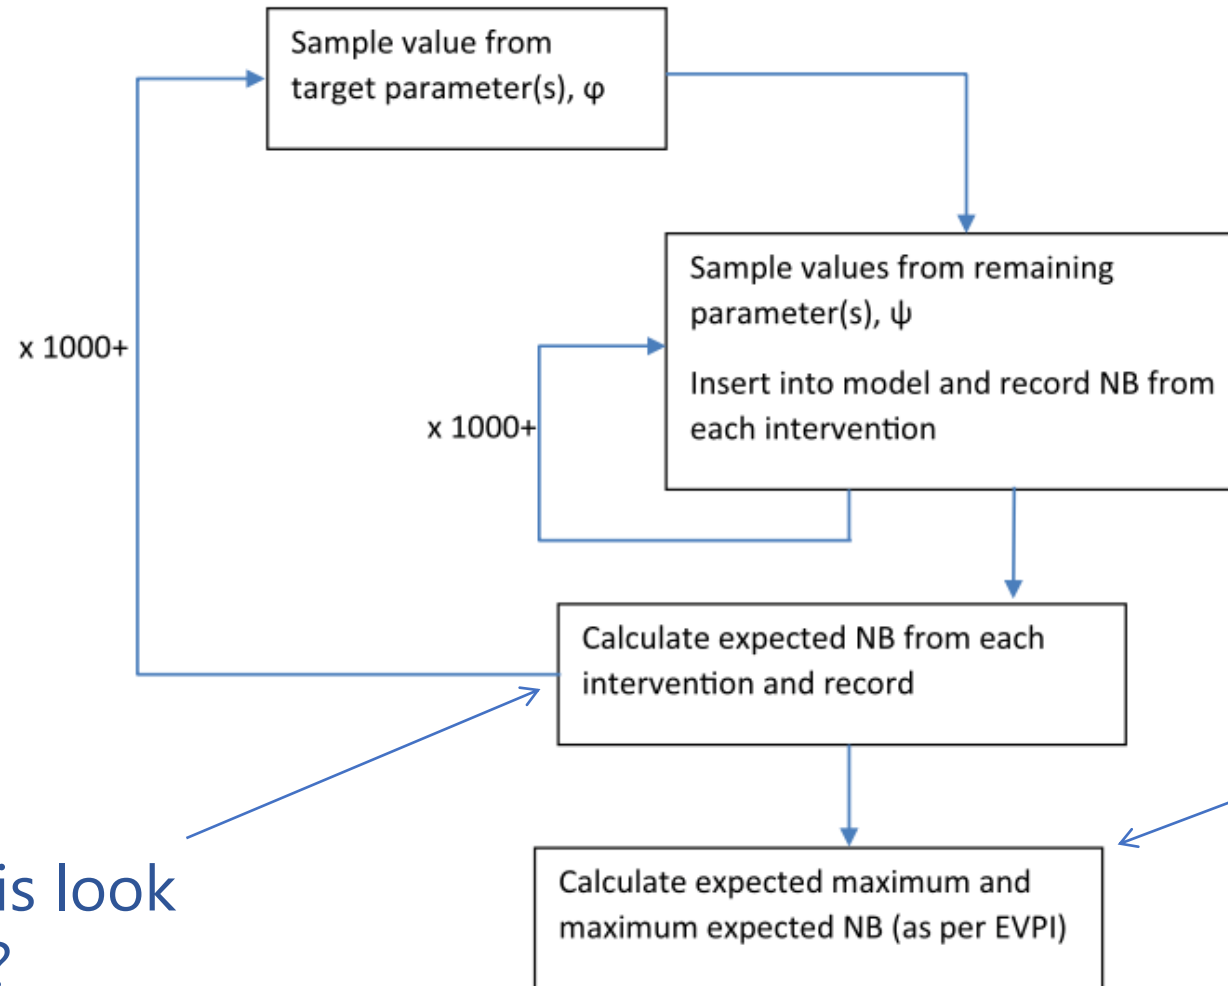 Sample value from
target parameter(s), φ
Sample values from remaining
parameter(s), ψ
x 1000+
Insert into model and record NB from
x 1000+
each intervention
Calculate expected NB from each
intervention and record
is look
?
Calculate expected maximum and
maximum expected NB (as per EVPI)